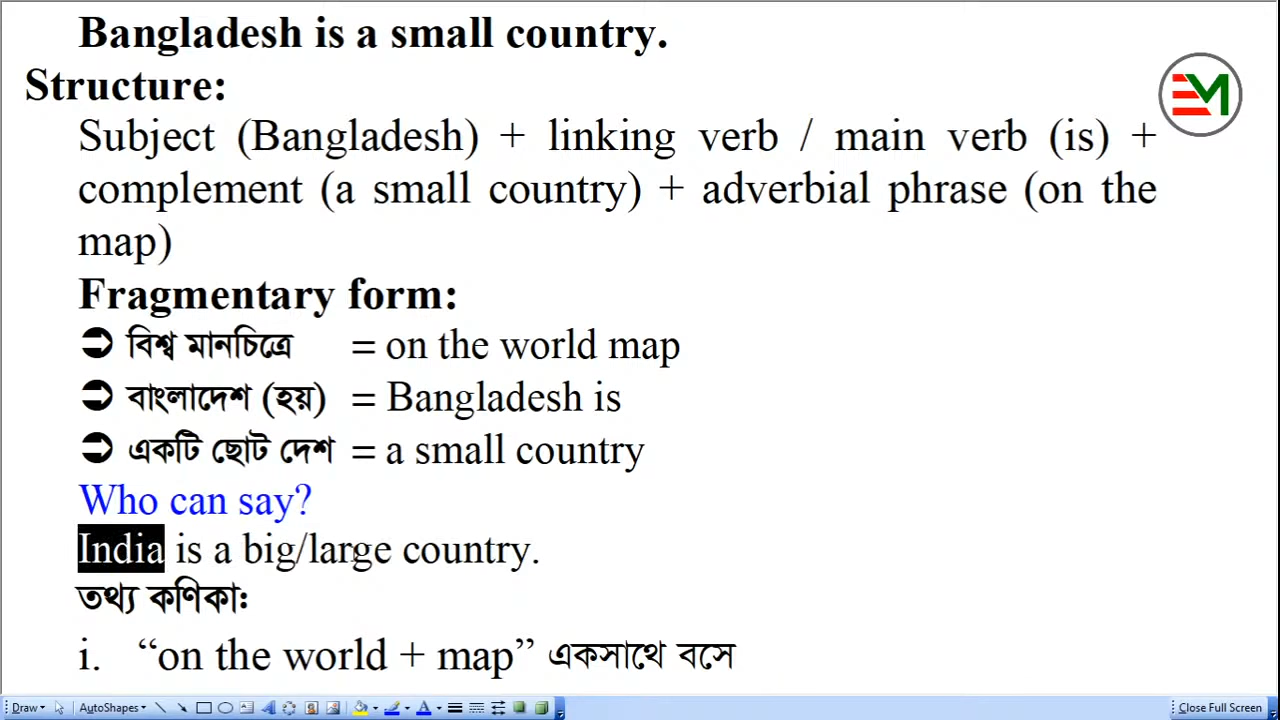 Bangladesh is a small country.
Structure:
Subject (Bangladesh) + linking verb / main verb (is) +
complement (a small country) + adverbial phrase (on the
map)
Fragmentary form:
➲ বিশ্ব মানচিত্রে = on the world map
➲ বাংলাদেশ (হয়) = Bangladesh is
➲ একটি ছোট দেশ = a small country
Who can say?
India is a big/large country.
তথ্য কণিকাঃ
i. “on the world + map” একসাথে বসে
EM
Draw AutoShapes Close Full Screen